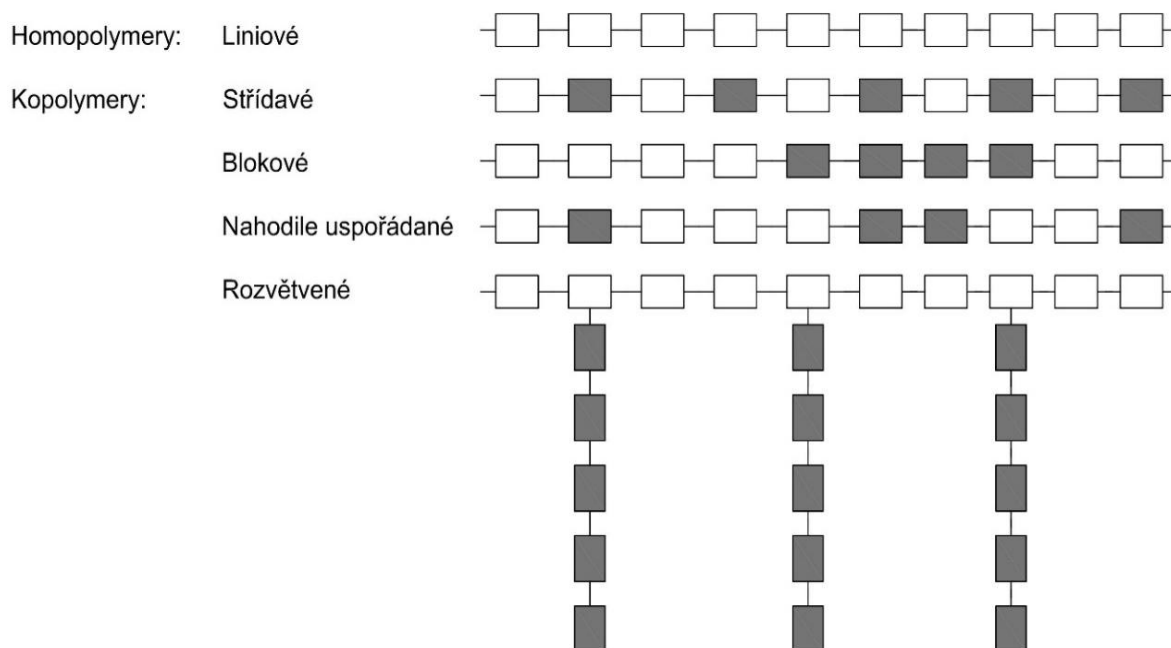 Homopolymery: Liniové
Kopolymery: Střídavé
Blokové
Nahodile uspořádané
Rozvětvené